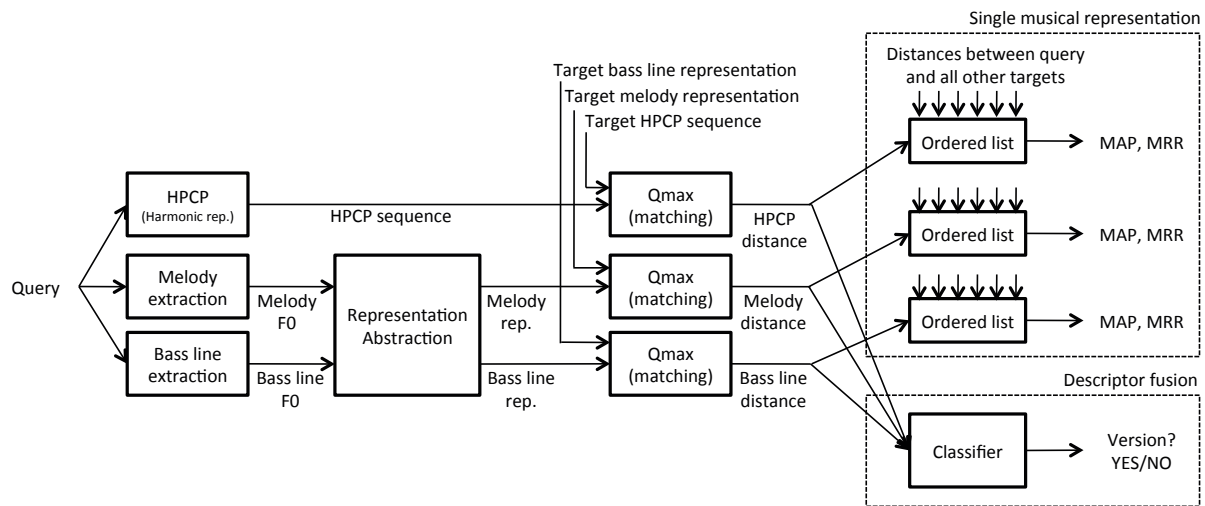 Single musical representation
Distances between query
and all other targets
Target bass line representation
Target melody representation
Target HPCP sequence
Ordered list
MAP, MRR
HPCP
(Harmonic rep.)
HPCP sequence
Qmax
(matching)
HPCP
distance
Ordered list
MAP, MRR
Query
Melody
extraction
Melody
F0
Representation
Abstraction
Melody
rep.
Qmax
(matching)
Melody
distance
Ordered list
MAP, MRR
Bass line
extraction
Bass line
F0
Bass line
rep.
Qmax
(matching)
Bass line
distance
Descriptor fusion
Classifier
Version?
YES/NO